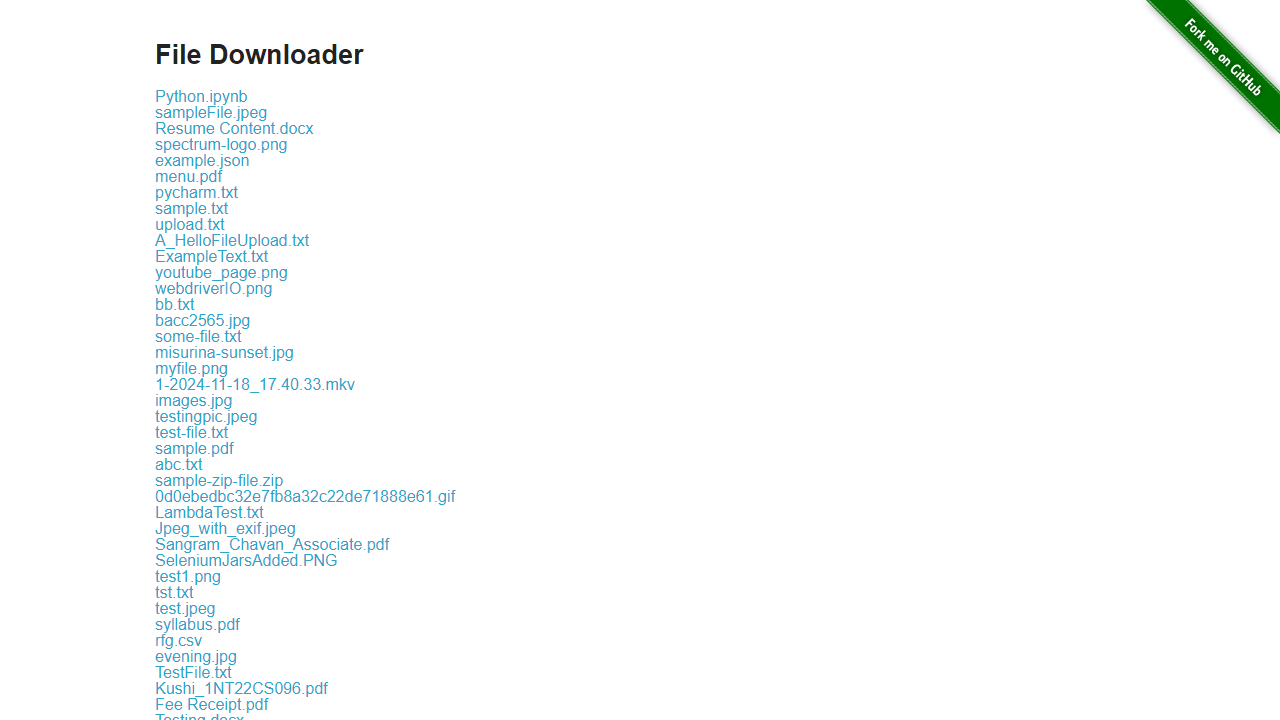 File Downloader
Fork me on GitHub
Python.ipynb
sampleFile.jpeg
Resume Content.docx
spectrum-logo.png
example.json
menu.pdf
pycharm.txt
sample.txt
upload.txt
A_HelloFileUpload.txt
ExampleText.txt
youtube_page.png
webdriverIO.png
bb.txt
bacc2565.jpg
some-file.txt
misurina-sunset.jpg
myfile.png
1-2024-11-18_17.40.33.mkv
images.jpg
testingpic.jpeg
test-file.txt
sample.pdf
abc.txt
sample-zip-file.zip
0d0ebedbc32e7fb8a32c22de71888e61.gif
LambdaTest.txt
Jpeg_with_exif.jpeg
Sangram_Chavan_Associate.pdf
SeleniumJarsAdded.PNG
test1.png
tst.txt
test.jpeg
syllabus.pdf
rfg.csv
evening.jpg
TestFile.txt
Kushi_1NT22CS096.pdf
Fee Receipt.pdf
Testing.docx